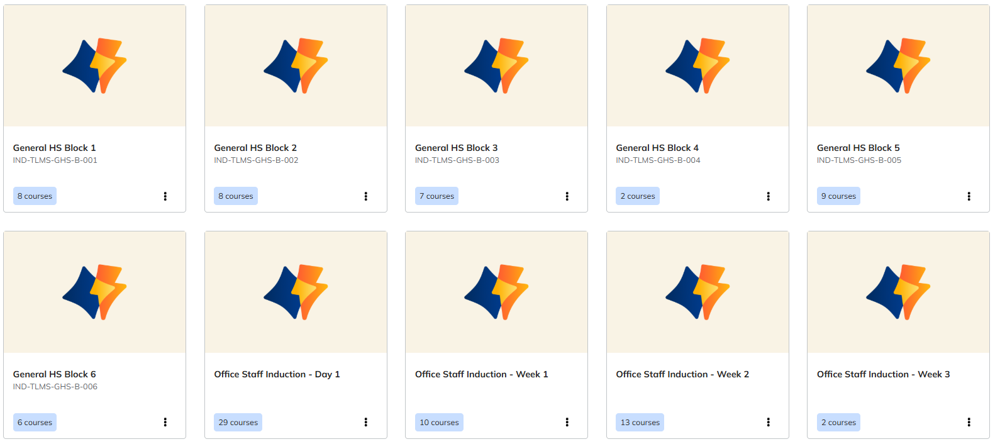 General HS Block 1
IND-TLMS-GHS-B-001
8 courses
General HS Block 2
IND-TLMS-GHS-B-002
8 courses
General HS Block 3
IND-TLMS-GHS-B-003
7 courses
General HS Block 4
IND-TLMS-GHS-B-004
2 courses
General HS Block 5
IND-TLMS-GHS-B-005
9 courses
General HS Block 6
IND-TLMS-GHS-B-006
6 courses
Office Staff Induction - Day 1
29 courses
Office Staff Induction - Week 1
10 courses
Office Staff Induction - Week 2
13 courses
Office Staff Induction - Week 3
2 courses